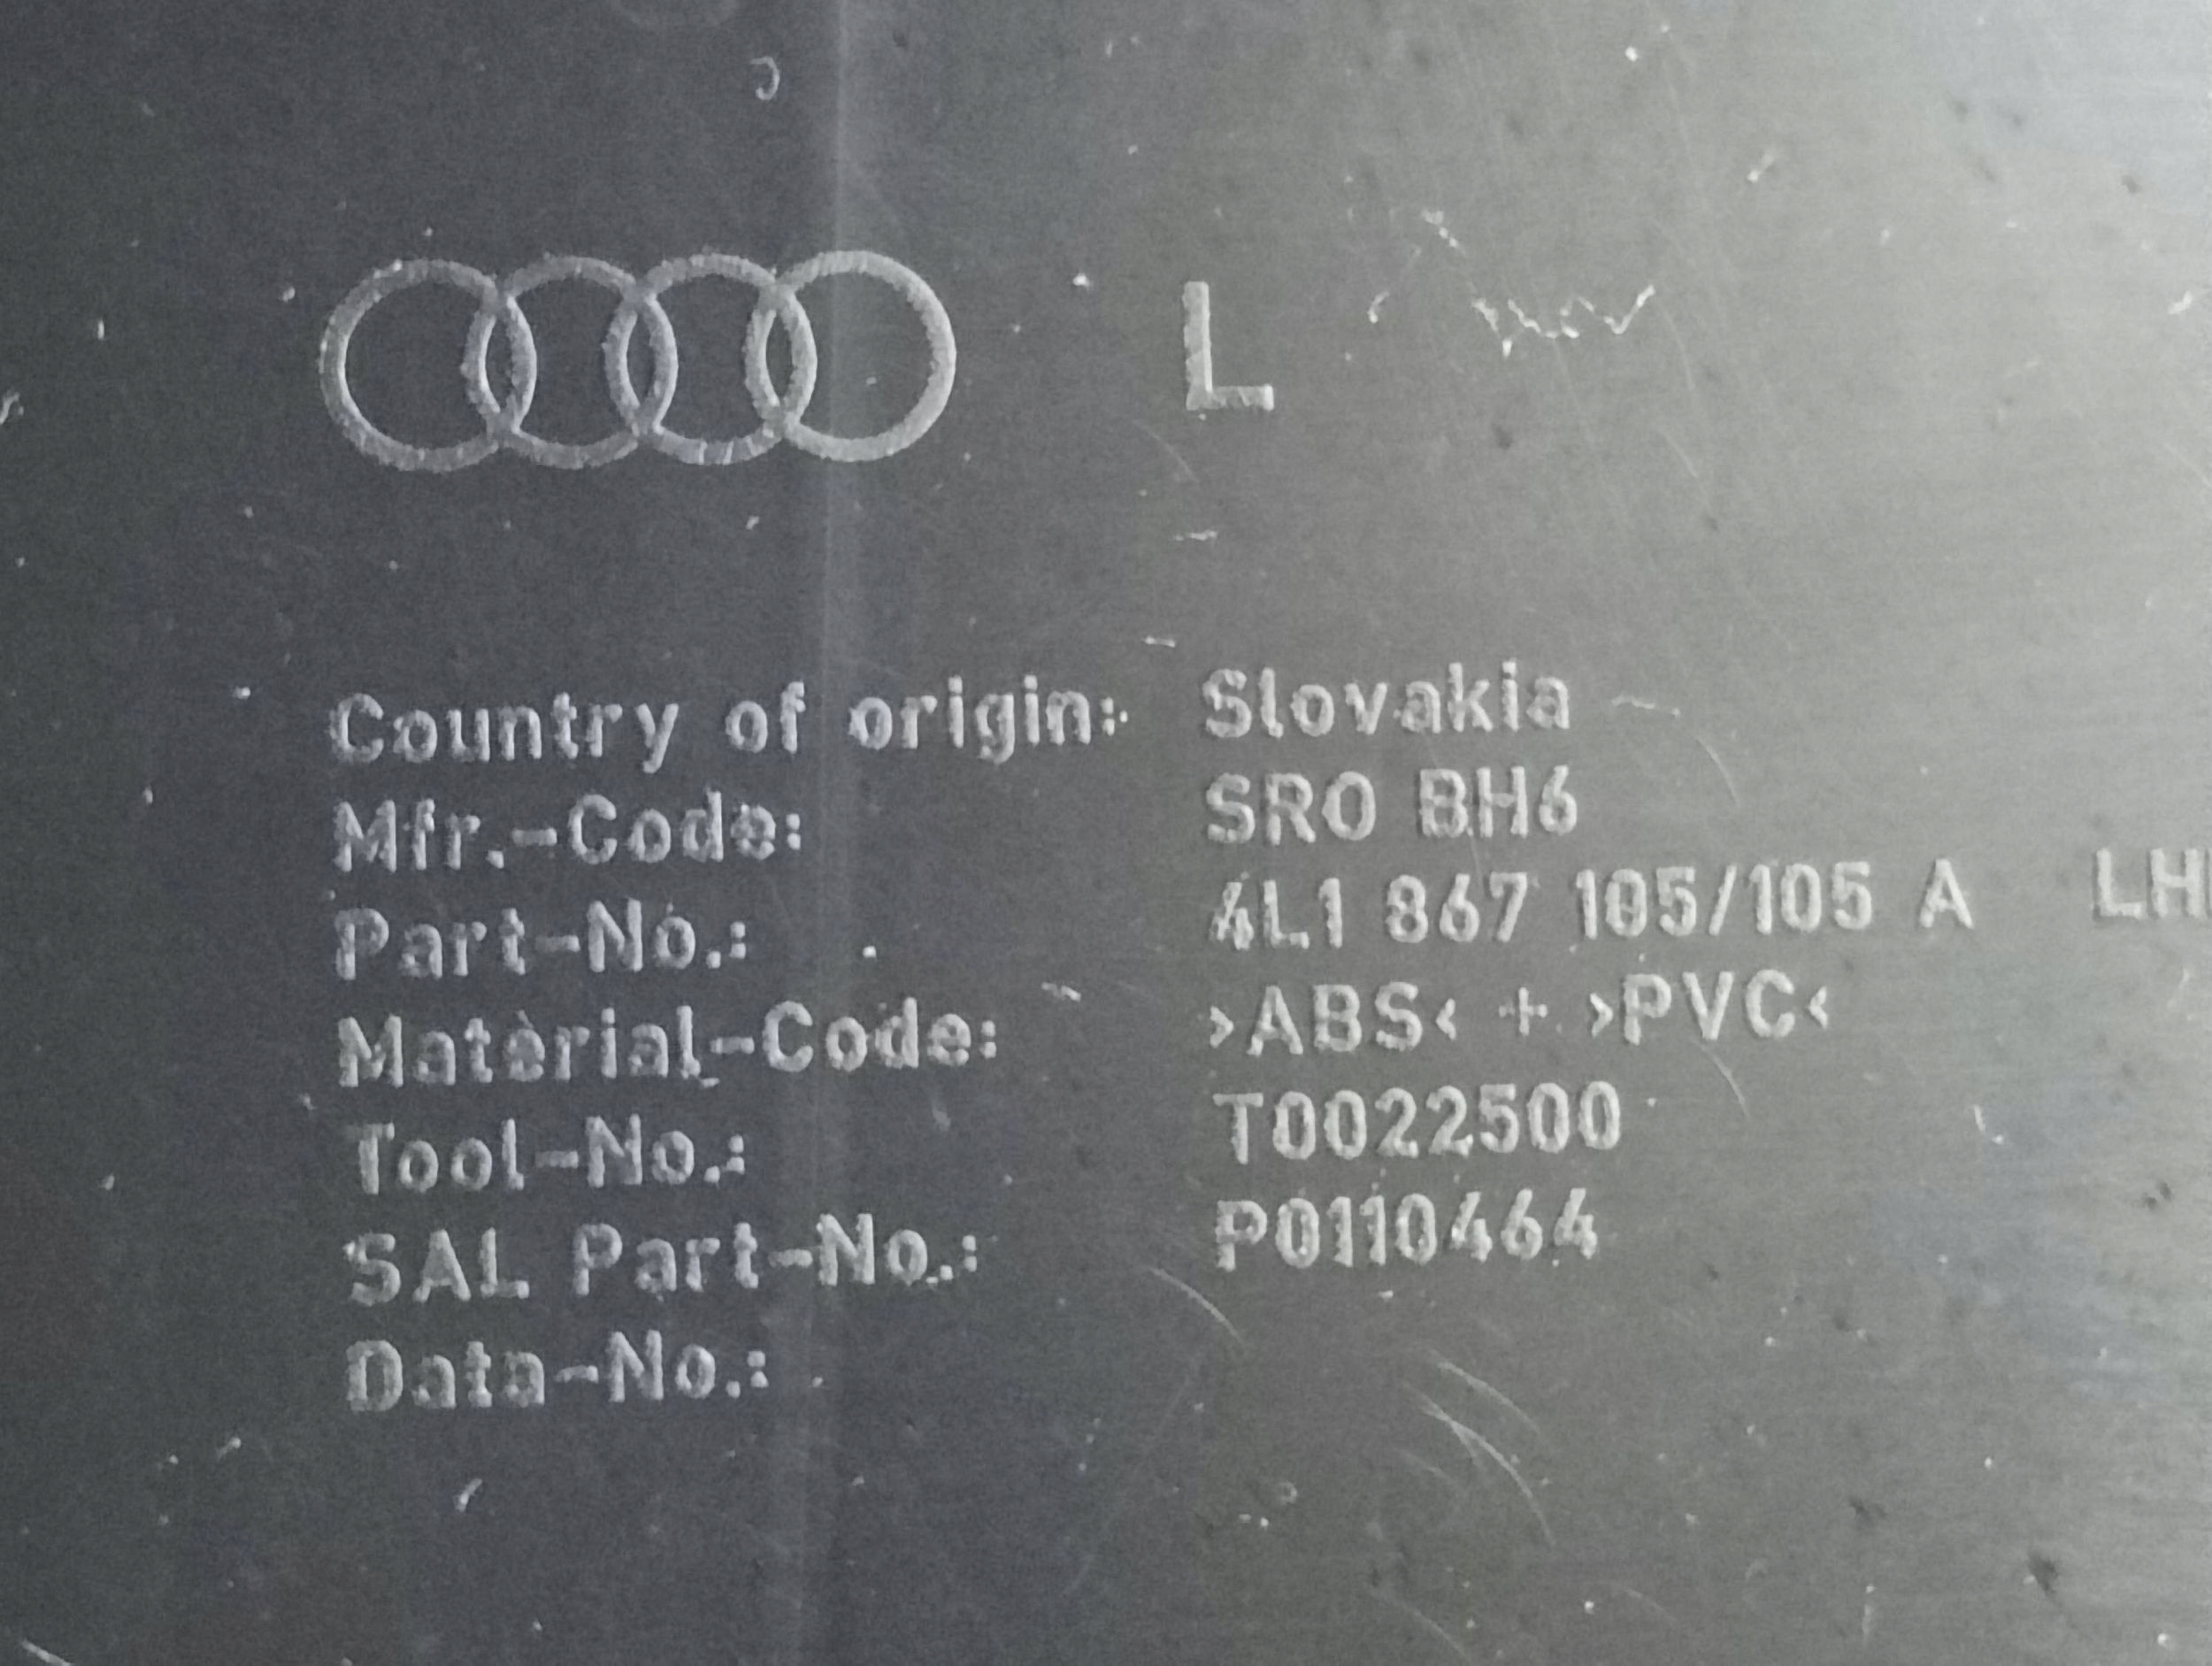 L
Country of origin: Slovakia
Mfr.-Code: SRO BH6
Part-No.: 4L1 867 105/105 A LH
Material-Code: >ABS< + >PVC<
Tool-No.: T0022500
SAL Part-No.: P0110464
Data-No.: